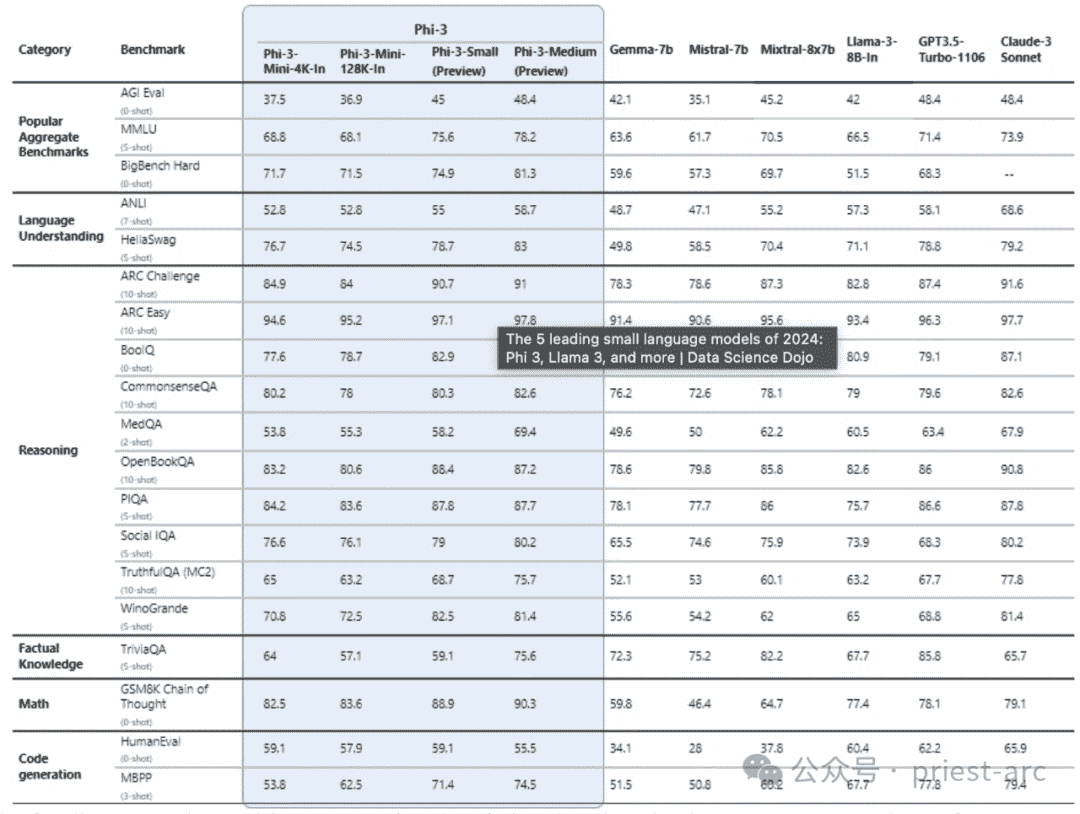 Phi-3
Category Benchmark Phi-3-Mini-4K-In Phi-3-Mini-128K-In Phi-3-Small (Preview) Phi-3-Medium (Preview) Gemma-7b Mistral-7b Mixtral-8x7b Llama-3-8B-In GPT3.5-Turbo-1106 Claude-3 Sonnet
Popular Aggregate Benchmarks
AGI Eval (0-shot) 37.5 36.9 45 48.4 42.1 35.1 45.2 42 48.4 48.4
MMLU (5-shot) 68.8 68.1 75.6 78.2 63.6 61.7 70.5 66.5 71.4 73.9
BigBench Hard (0-shot) 71.7 71.5 74.9 81.3 59.6 57.3 69.7 51.5 68.3 --
Language Understanding
ANLI (7-shot) 52.8 52.8 55 58.7 48.7 47.1 55.2 57.3 58.1 68.6
HellaSwag (5-shot) 76.7 74.5 78.7 83 49.8 58.5 70.4 71.1 78.8 79.2
Reasoning
ARC Challenge (10-shot) 84.9 84 90.7 91 78.3 78.6 87.3 82.8 87.4 91.6
ARC Easy (10-shot) 94.6 95.2 97.1 97.8 91.4 90.6 95.6 93.4 96.3 97.7
The 5 leading small language models of 2024:
Phi 3, Llama 3, and more | Data Science Dojo
BoolQ (0-shot) 77.6 78.7 82.9 80.9 79.1 87.1
CommonsenseQA (10-shot) 80.2 78 80.3 82.6 76.2 72.6 78.1 79 79.6 82.6
MedQA (2-shot) 53.8 55.3 58.2 69.4 49.6 50 62.2 60.5 63.4 67.9
OpenBookQA (10-shot) 83.2 80.6 88.4 87.2 78.6 79.8 85.8 82.6 86 90.8
PIQA (5-shot) 84.2 83.6 87.8 87.7 78.1 77.7 86 75.7 86.6 87.8
Social IQA (5-shot) 76.6 76.1 79 80.2 65.5 74.6 75.9 73.9 68.3 80.2
TruthfulQA (MC2) (10-shot) 65 63.2 68.7 75.7 52.1 53 60.1 63.2 67.7 77.8
WinoGrande (5-shot) 70.8 72.5 82.5 81.4 55.6 54.2 62 65 68.8 81.4
Factual Knowledge
TriviaQA (5-shot) 64 57.1 59.1 75.6 72.3 75.2 82.2 67.7 85.8 65.7
Math
GSM8K Chain of Thought (0-shot) 82.5 83.6 88.9 90.3 59.8 46.4 64.7 77.4 78.1 79.1
Code generation
HumanEval (0-shot) 59.1 57.9 59.1 55.5 34.1 28 37.8 60.4 62.2 65.9
MBPP (3-shot) 53.8 62.5 71.4 74.5 51.5 50.8 67.7 77.8 79.4
公众号 · priest-arc